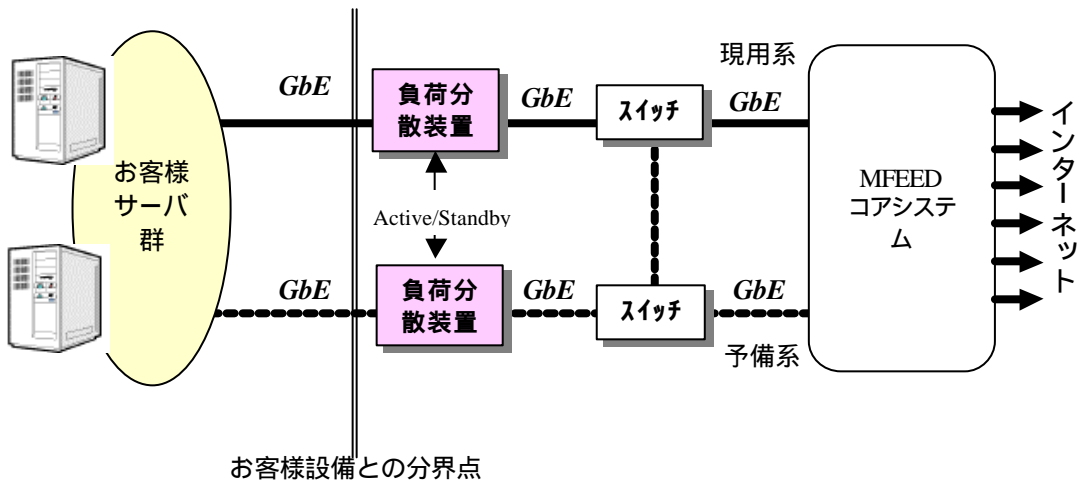 現用系
GbE
負荷分
散装置
GbE
スイッチ
GbE
お客様
サーバ
群
Active/Standby
MFEED
コアシステ
ム
インターネット
GbE
負荷分
散装置
GbE
スイッチ
GbE
予備系
お客様設備との分界点